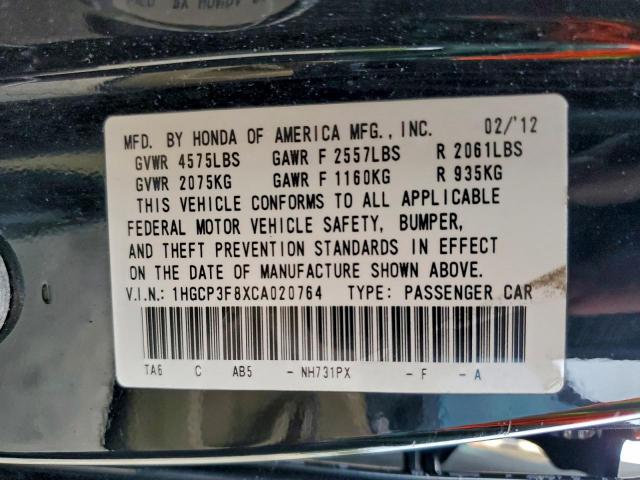 MFD. BY HONDA OF AMERICA MFG., INC. 02/'12
GVWR 4575LBS GAWR F 2557LBS R 2061LBS
GVWR 2075KG GAWR F 1160KG R 935KG
THIS VEHICLE CONFORMS TO ALL APPLICABLE
FEDERAL MOTOR VEHICLE SAFETY, BUMPER,
AND THEFT PREVENTION STANDARDS IN EFFECT
ON THE DATE OF MANUFACTURE SHOWN ABOVE.
V.I.N.: 1HGCP3F8XCA020764 TYPE: PASSENGER CAR
TA6 C AB5 - NH731PX - F - A